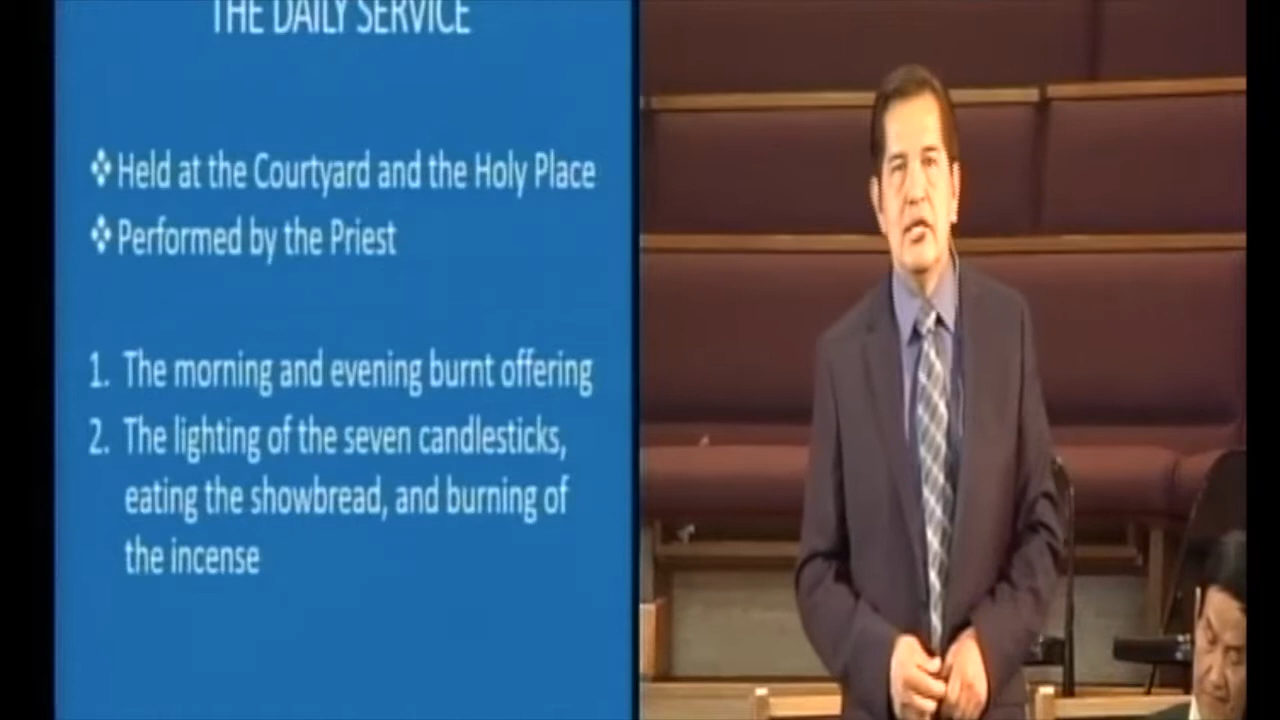 THE DAILY SERVICE
Held at the Courtyard and the Holy Place
Performed by the Priest
1. The morning and evening burnt offering
2. The lighting of the seven candlesticks,
eating the showbread, and burning of
the incense